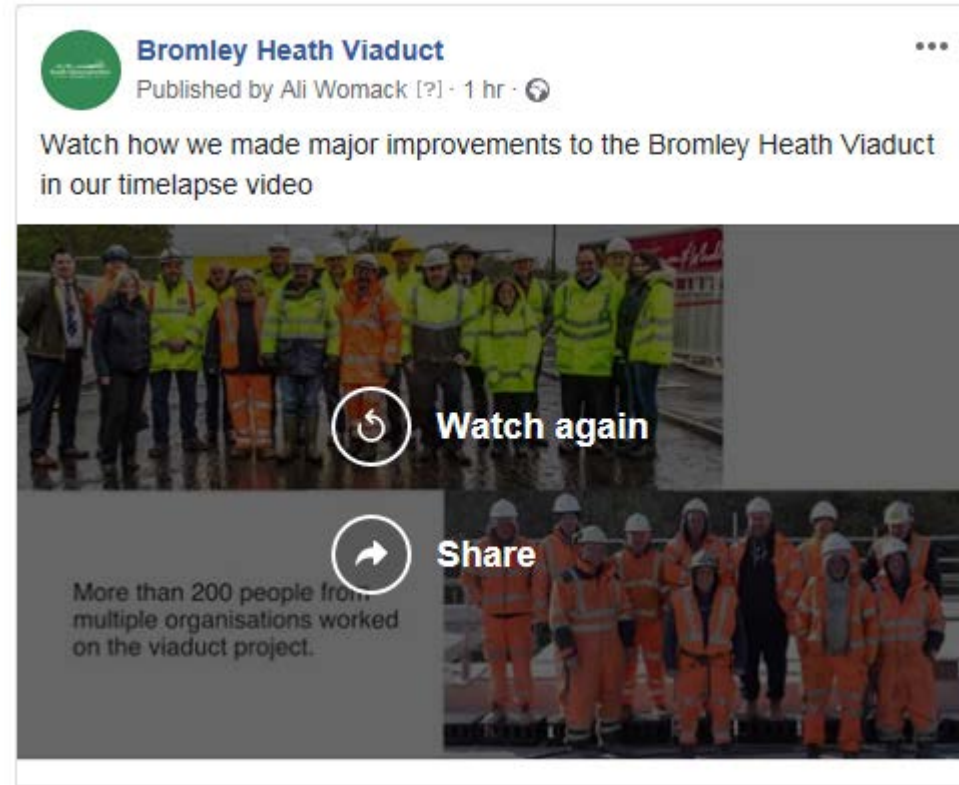 Bromley Heath Viaduct
Published by Ali Womack [?] · 1 hr ·
Watch how we made major improvements to the Bromley Heath Viaduct
in our timelapse video
Watch again
Share
More than 200 people from
multiple organisations worked
on the viaduct project.